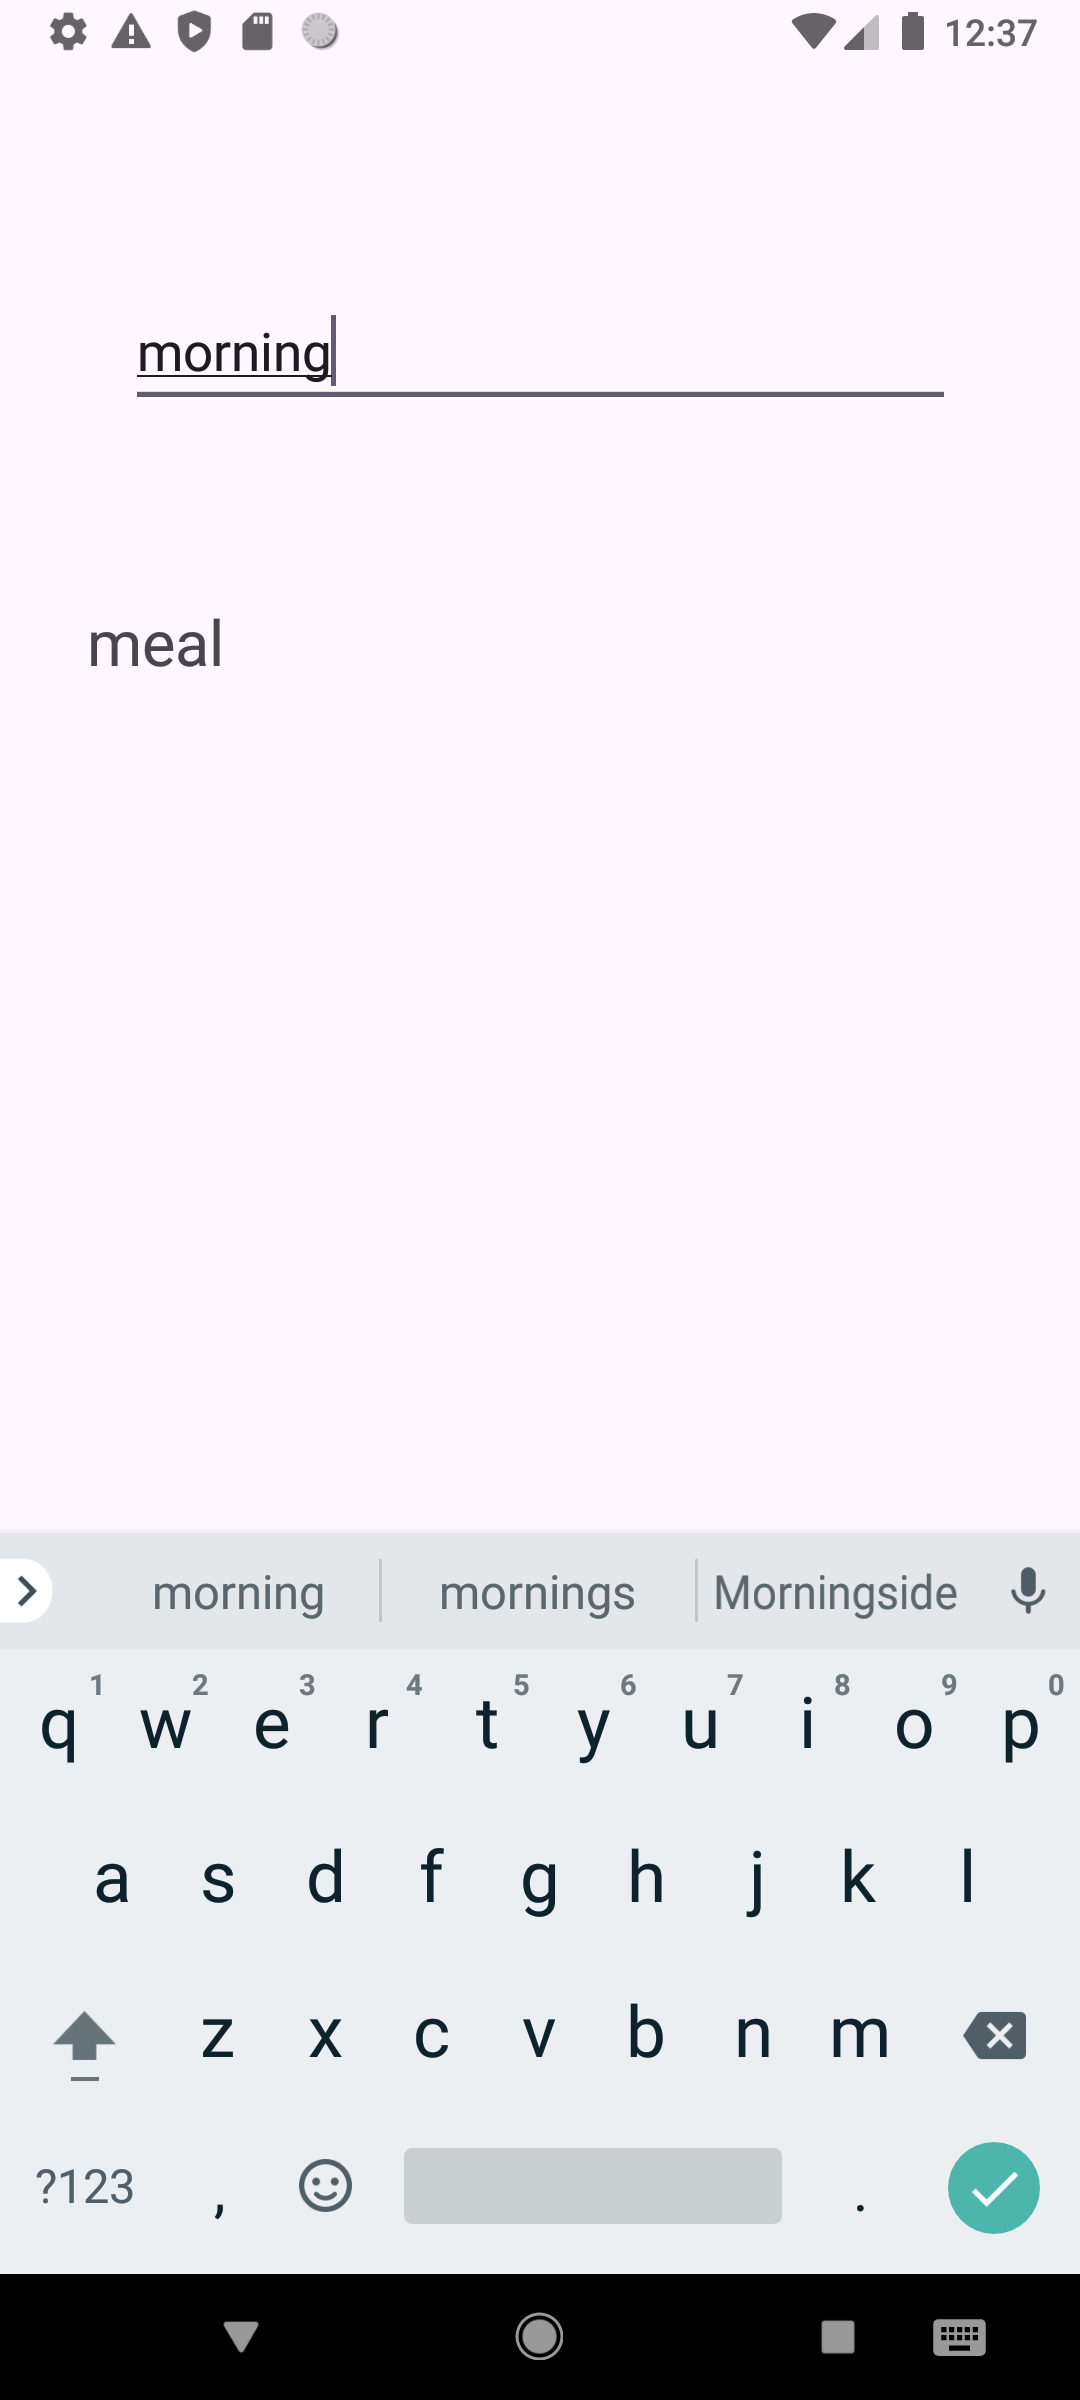 12:37
morning
meal
morning mornings Morningside
1 2 3 4 5 6 7 8 9 0
q w e r t y u i o p
a s d f g h j k l
z x c v b n m
?123 , .